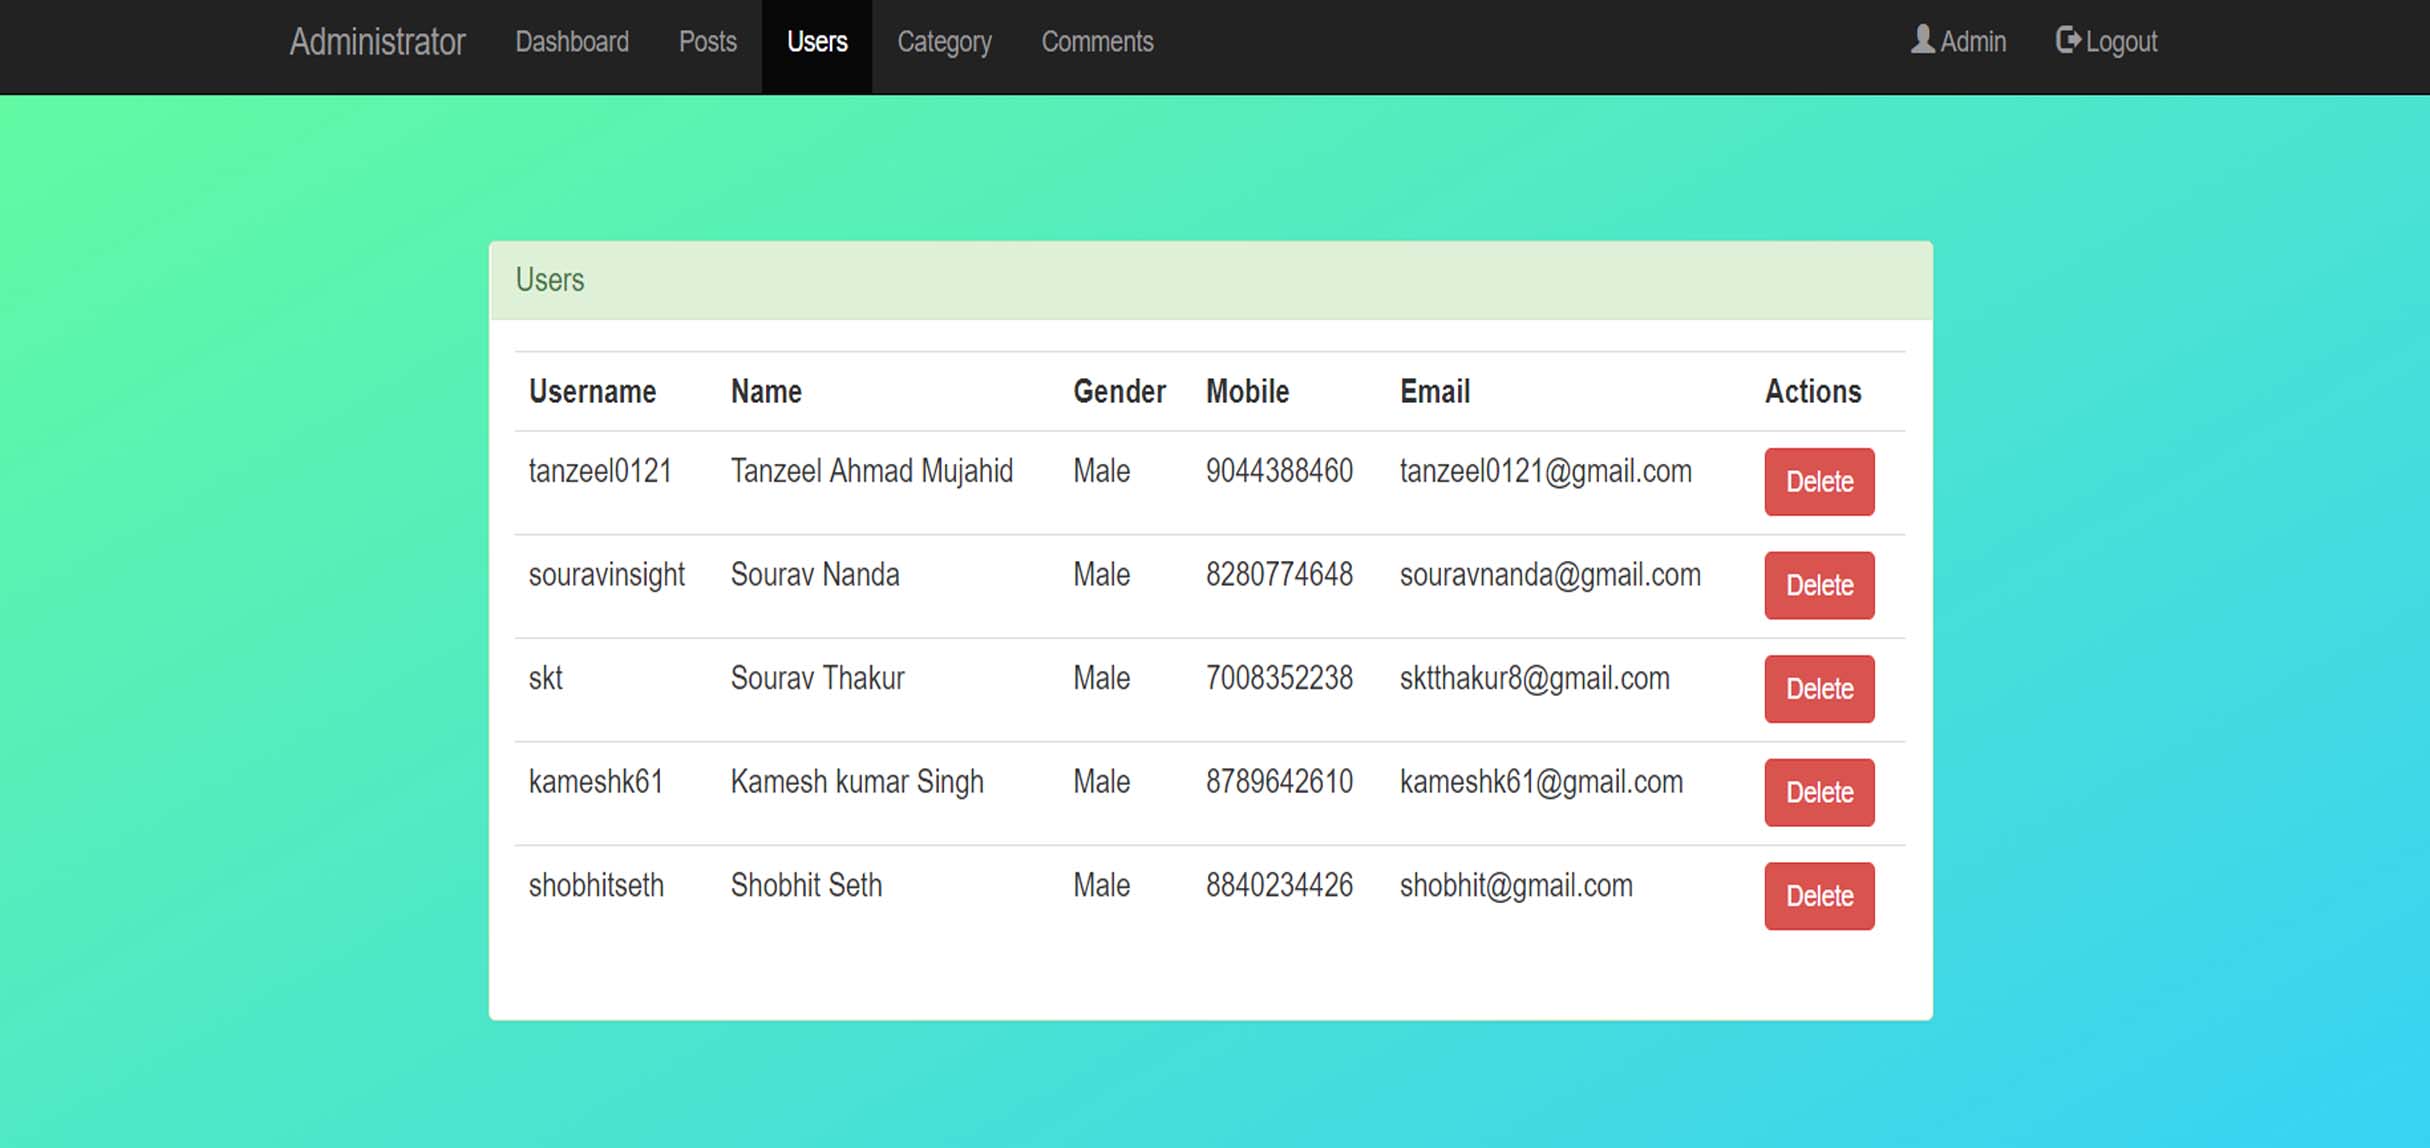 Administrator Dashboard Posts Users Category Comments Admin Logout
Users
Username Name Gender Mobile Email Actions
tanzeel0121 Tanzeel Ahmad Mujahid Male 9044388460 tanzeel0121@gmail.com Delete
souravinsight Sourav Nanda Male 8280774648 souravnanda@gmail.com Delete
skt Sourav Thakur Male 7008352238 sktthakur8@gmail.com Delete
kameshk61 Kamesh kumar Singh Male 8789642610 kameshk61@gmail.com Delete
shobhitseth Shobhit Seth Male 8840234426 shobhit@gmail.com Delete